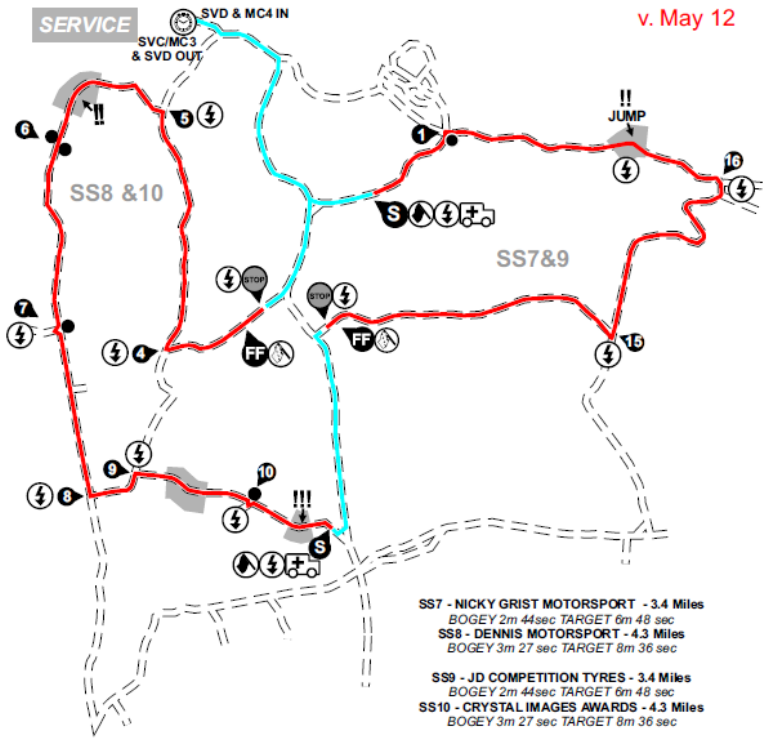 SERVICE
SVD & MC4 IN
v. May 12
SVC/MC3
& SVD OUT
!!
JUMP
!!
5
6
1
16
SS8 &10
S
SS7&9
STOP
STOP
7
4
FF
FF
15
9
10
8
!!!
S
SS7 - NICKY GRIST MOTORSPORT - 3.4 Miles
BOGEY 2m 44sec TARGET 6m 48 sec
SS8 - DENNIS MOTORSPORT - 4.3 Miles
BOGEY 3m 27 sec TARGET 8m 36 sec
SS9 - JD COMPETITION TYRES - 3.4 Miles
BOGEY 2m 44sec TARGET 6m 48 sec
SS10 - CRYSTAL IMAGES AWARDS - 4.3 Miles
BOGEY 3m 27 sec TARGET 8m 36 sec